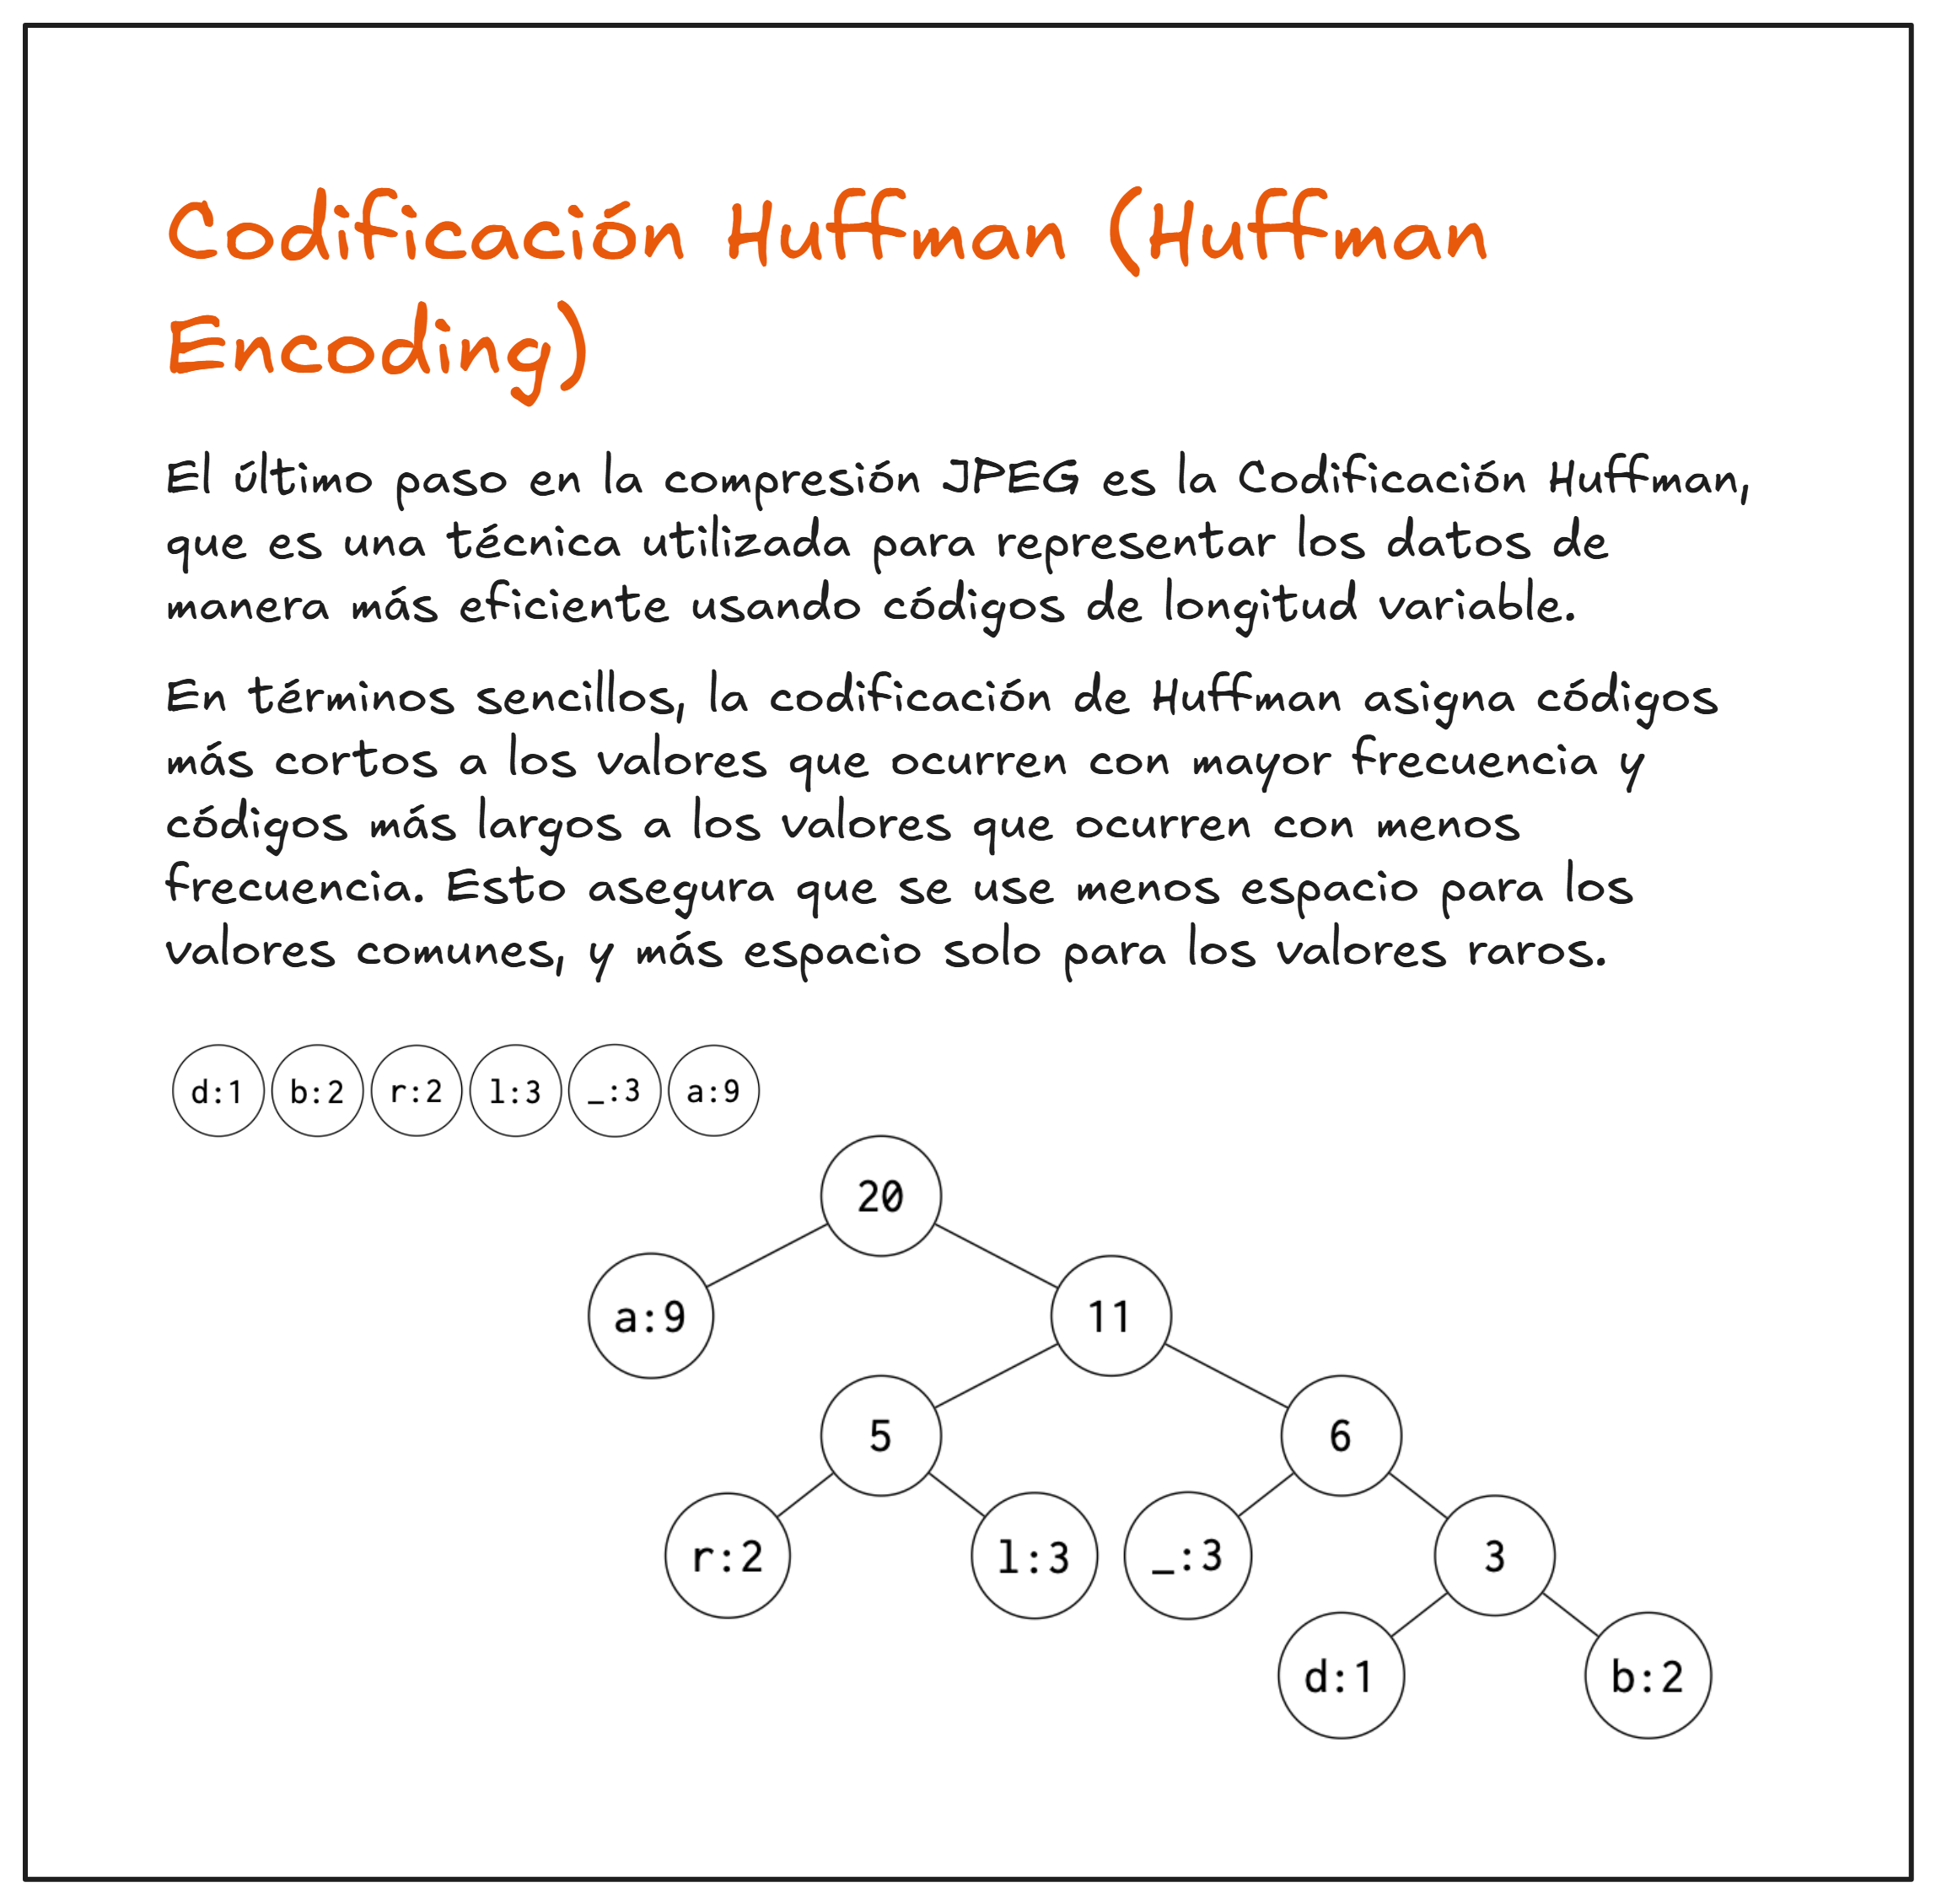 Codificación Huffman (Huffman
Encoding)
El último paso en la compresión JPEG es la Codificación Huffman,
que es una técnica utilizada para representar los datos de
manera más eficiente usando códigos de longitud variable.
En términos sencillos, la codificación de Huffman asigna códigos
más cortos a los valores que ocurren con mayor frecuencia y
códigos más largos a los valores que ocurren con menos
frecuencia. Esto asegura que se use menos espacio para los
valores comunes, y más espacio solo para los valores raros.
d:1 b:2 r:2 l:3 _:3 a:9
20
a:9 11
5 6
r:2 l:3 _:3 3
d:1 b:2